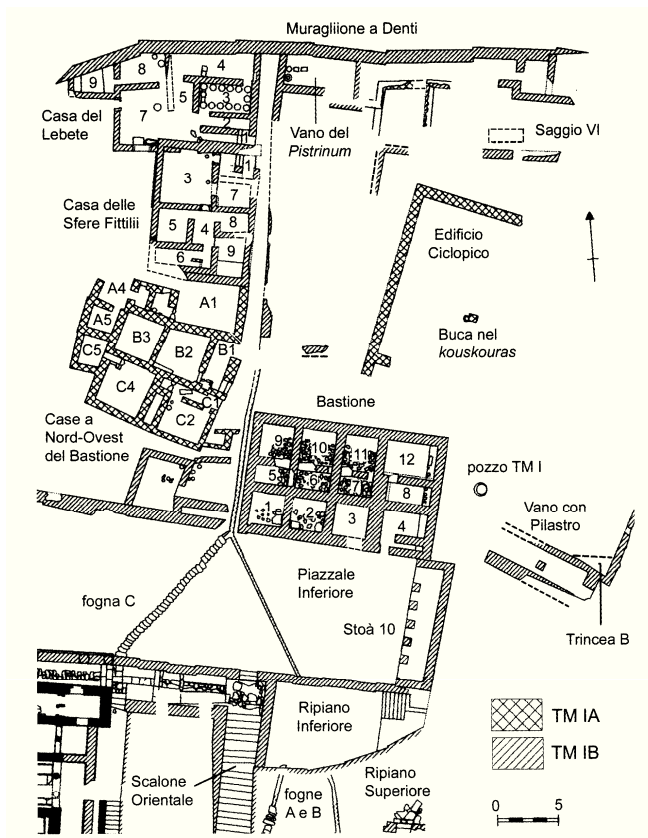 Muragliione a Denti
8
4
9
5
7
2
Casa del
Lebete
Vano del
Pistrinum
Saggio VI
1
3
7
Casa delle
Sfere Fittilii
5
4
8
9
6
Edificio
Ciclopico
A4
A1
A5
B3
B2
B1
C5
C4
C1
C2
Buca nel
kouskouras
Case a
Nord-Ovest
del Bastione
Bastione
9
10
11
12
5
6
7
8
1
2
3
4
pozzo TM I
Vano con
Pilastro
Trincea B
fogna C
Piazzale
Inferiore
Stoà 10
Ripiano
Inferiore
Scalone
Orientale
fogne
A e B
Ripiano
Superiore
TM IA
TM IB
0
5